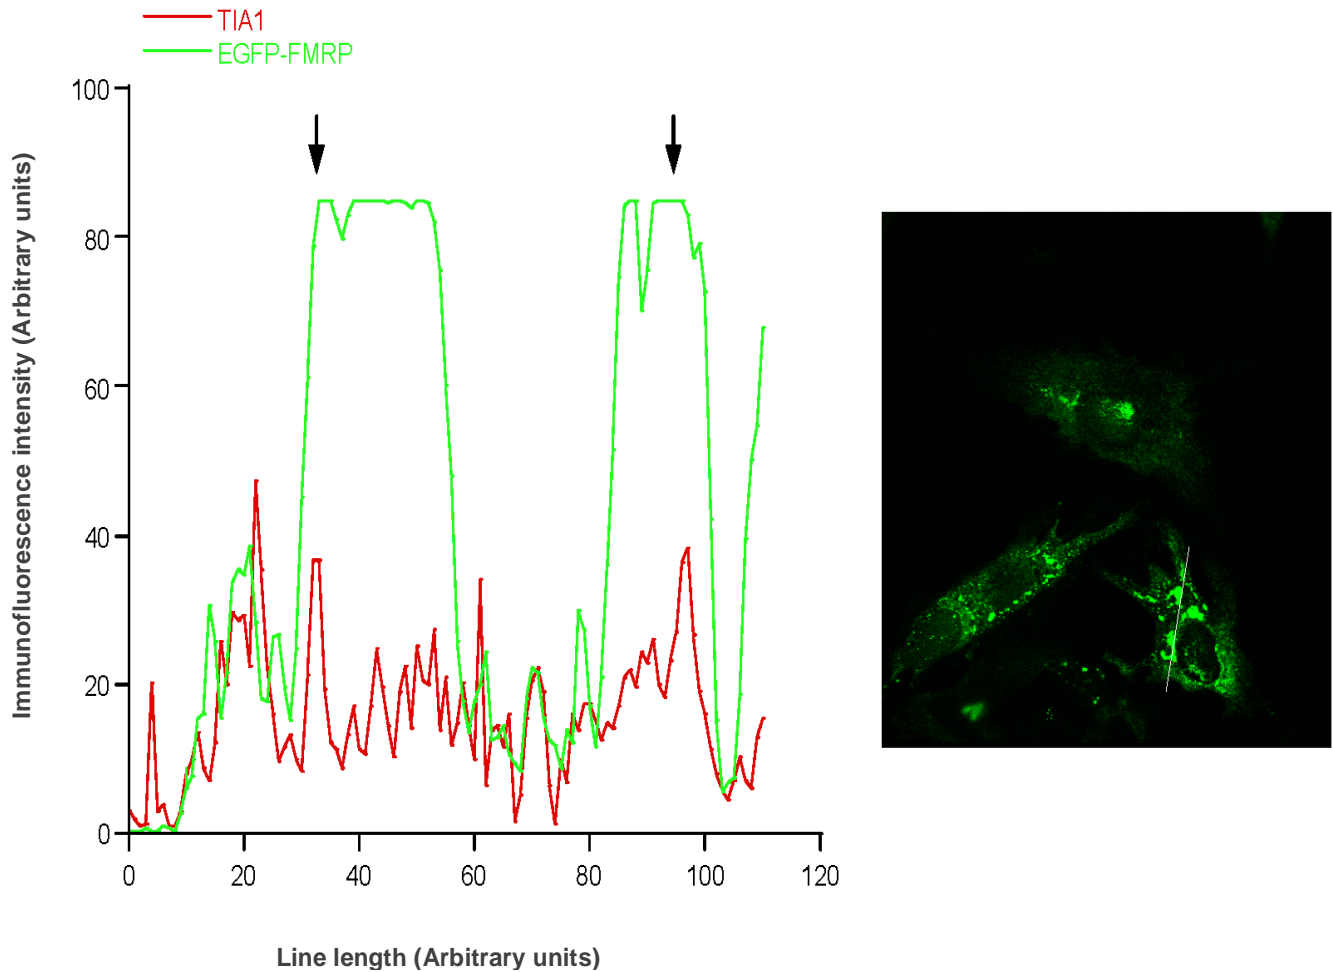 TIA1
EGFP-FMRP
100
80
60
40
20
0
0 20 40 60 80 100 120
Immunofluorescence intensity (Arbitrary units)
Line length (Arbitrary units)